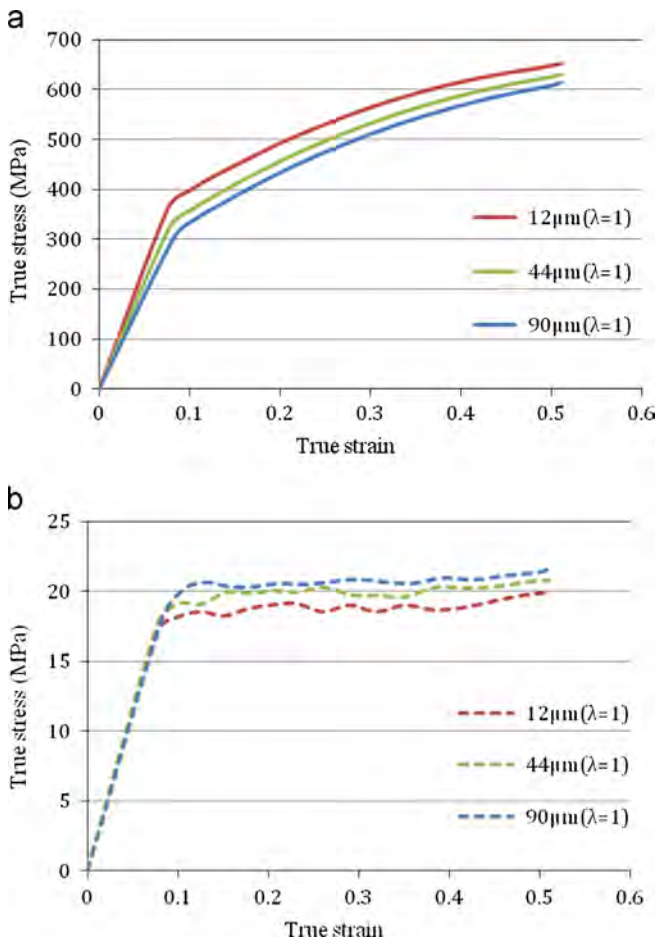 a
700
600
500
400
300
200
100
0
True stress (MPa)
12μm(λ=1)
44μm(λ=1)
90μm(λ=1)
0 0.1 0.2 0.3 0.4 0.5 0.6
True strain
b
25
20
15
10
5
0
True stress (MPa)
12μm(λ=1)
44μm(λ=1)
90μm(λ=1)
0 0.1 0.2 0.3 0.4 0.5 0.6
True strain